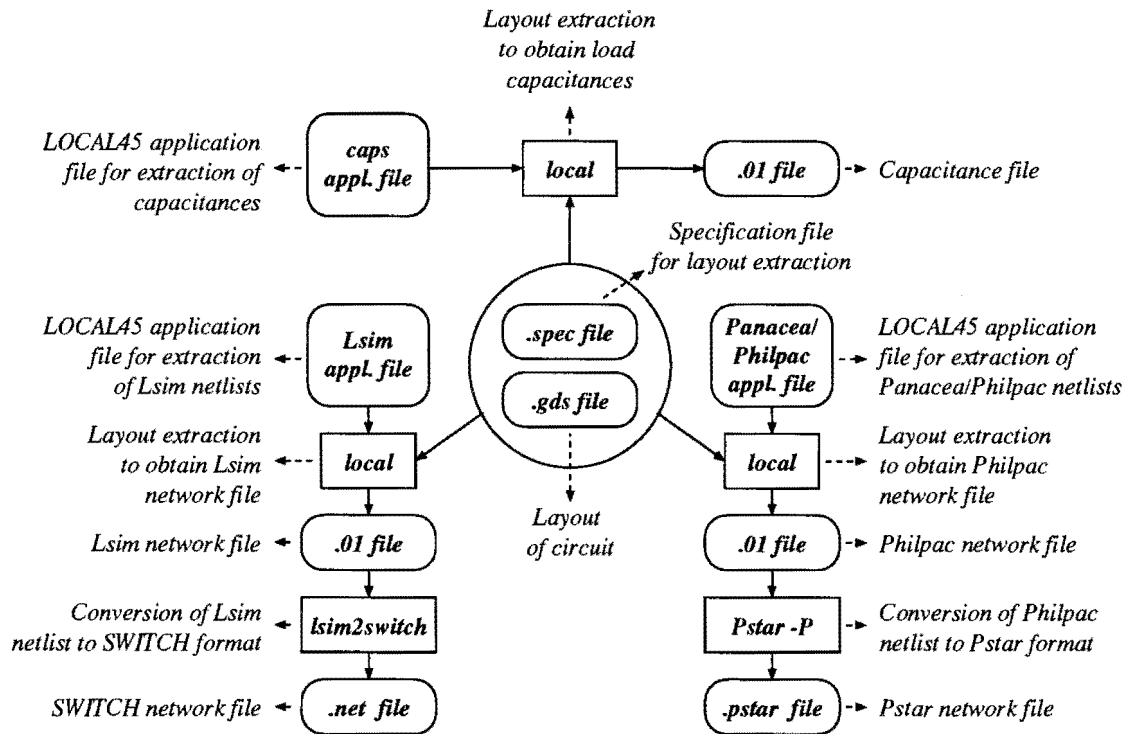 Layout extraction
to obtain load
capacitances
LOCAL45 application
file for extraction of
capacitances
caps
appl. file
local
.01 file
Capacitance file
Specification file
for layout extraction
LOCAL45 application
file for extraction
of Lsim netlists
Lsim
appl. file
.spec file
.gds file
Panacea/
Philpac
appl. file
LOCAL45 application
file for extraction of
Panacea/Philpac netlists
Layout extraction
to obtain Lsim
network file
local
local
Layout extraction
to obtain Philpac
network file
Layout
of circuit
Lsim network file
.01 file
.01 file
Philpac network file
Conversion of Lsim
netlist to SWITCH format
lsim2switch
Pstar -P
Conversion of Philpac
netlist to Pstar format
SWITCH network file
.net file
.pstar file
Pstar network file